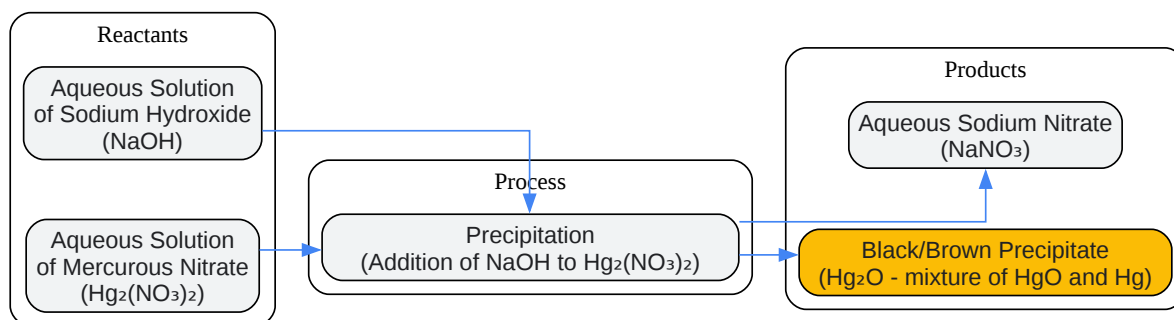 Reactants
Aqueous Solution
of Sodium Hydroxide
(NaOH)
Aqueous Solution
of Mercurous Nitrate
(Hg₂(NO₃)₂)
Process
Precipitation
(Addition of NaOH to Hg₂(NO₃)₂)
Products
Aqueous Sodium Nitrate
(NaNO₃)
Black/Brown Precipitate
(Hg₂O - mixture of HgO and Hg)